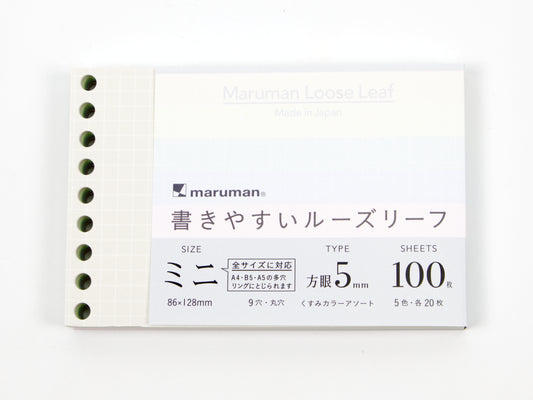 Maruman Loose Leaf
Made in Japan
maruman®
書きやすいルーズリーフ
SIZE
ミニ
全サイズに対応
A4・B5・A5の多穴
リングにとじられます
86×128mm
9穴・丸穴
TYPE
方眼5mm
くすみカラーアソート
SHEETS
100枚
5色・各20枚